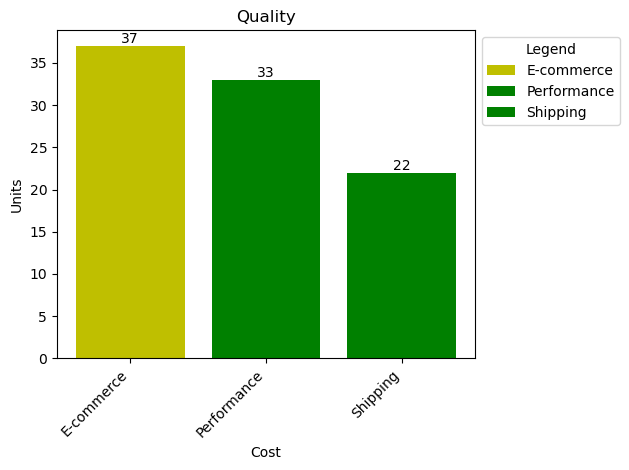 Quality
37
33
22
Units
35
30
25
20
15
10
5
0
E-commerce
Performance
Shipping
Cost
Legend
E-commerce
Performance
Shipping